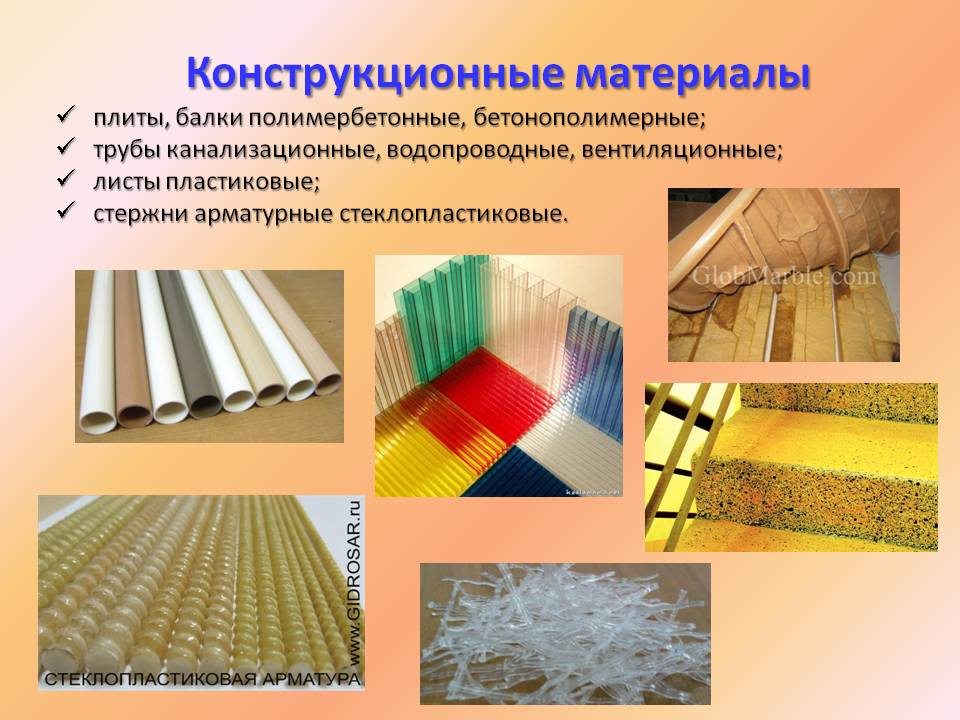 Конструкционные материалы
плиты, балки полимербетонные, бетонополимерные;
трубы канализационные, водопроводные, вентиляционные;
листы пластиковые;
стержни арматурные стеклопластиковые.
GlobMarble.com
www.GIDROSAR.ru
СТЕКЛОПЛАСТИКОВАЯ АРМАТУРА